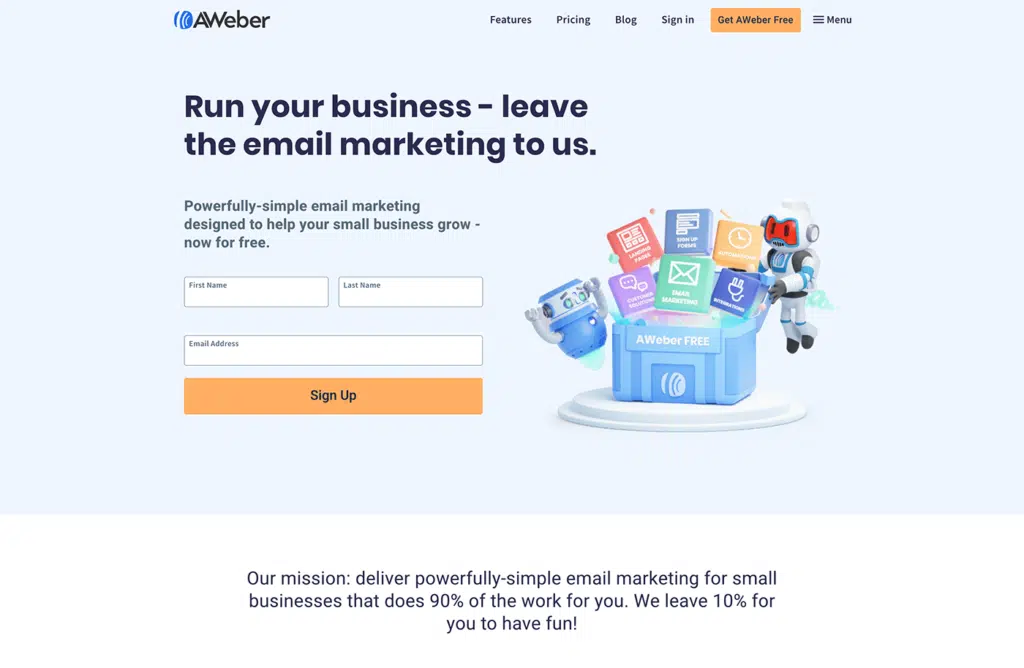 AWeber
Features
Pricing
Blog
Sign in
Get AWeber Free
Menu
Run your business - leave
the email marketing to us.
Powerfully-simple email marketing
designed to help your small business grow -
now for free.
First Name
Last Name
Email Address
Sign Up
LANDING
PAGES
SIGN UP
FORMS
AUTOMATIONS
CUSTOMER
SOLUTIONS
EMAIL
MARKETING
INTEGRATIONS
AWeber FREE
Our mission: deliver powerfully-simple email marketing for small
businesses that does 90% of the work for you. We leave 10% for
you to have fun!